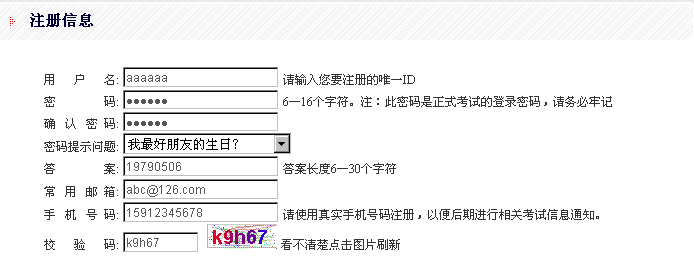 注册信息
用户名: aaaaaa 请输入您要注册的唯一ID
密码: ●●●●●● 6—16个字符。注：此密码是正式考试的登录密码，请务必牢记
确认密码: ●●●●●●
密码提示问题: 我最好朋友的生日？
答案: 19790506 答案长度6—30个字符
常用邮箱: abc@126.com
手机号码: 15912345678 请使用真实手机号码注册，以便后期进行相关考试信息通知。
校验码: k9h67 k9h67 看不清楚点击图片刷新